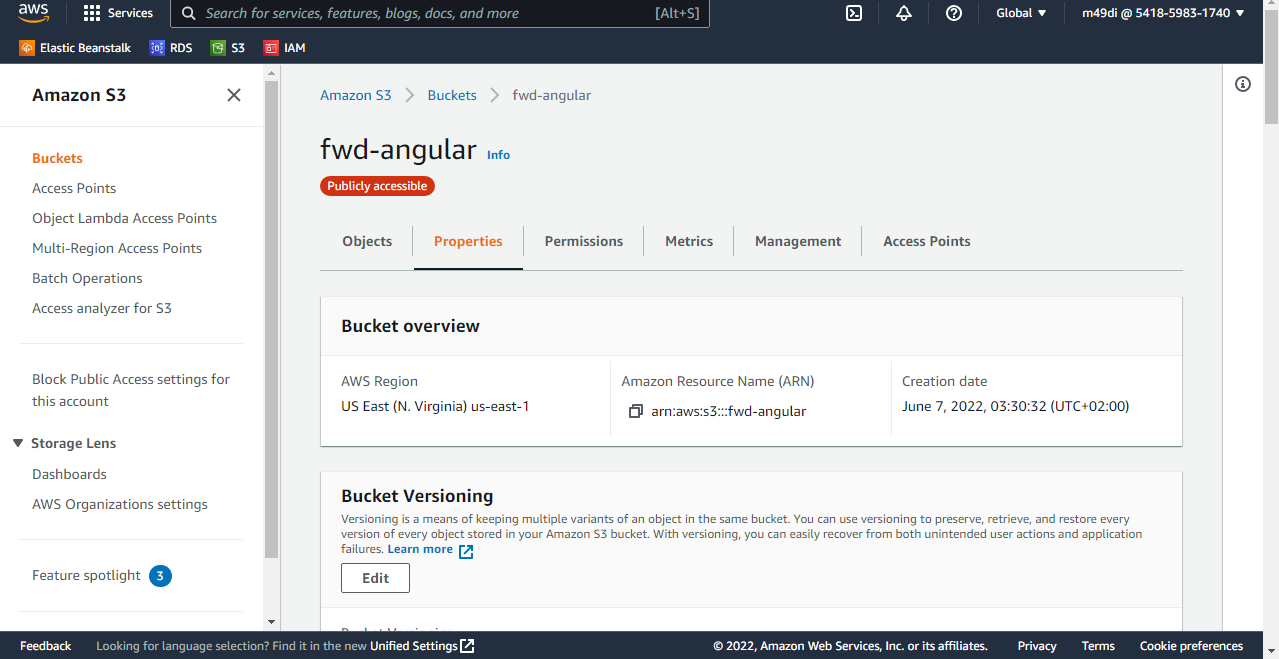 aws
Services
Search for services, features, blogs, docs, and more
[Alt+S]
Global
m49di @ 5418-5983-1740
Elastic Beanstalk
RDS
S3
IAM
Amazon S3
Buckets
Access Points
Object Lambda Access Points
Multi-Region Access Points
Batch Operations
Access analyzer for S3
Block Public Access settings for
this account
Storage Lens
Dashboards
AWS Organizations settings
Feature spotlight 3
Amazon S3 > Buckets > fwd-angular
fwd-angular Info
Publicly accessible
Objects
Properties
Permissions
Metrics
Management
Access Points
Bucket overview
AWS Region
US East (N. Virginia) us-east-1
Amazon Resource Name (ARN)
arn:aws:s3:::fwd-angular
Creation date
June 7, 2022, 03:30:32 (UTC+02:00)
Bucket Versioning
Versioning is a means of keeping multiple variants of an object in the same bucket. You can use versioning to preserve, retrieve, and restore every
version of every object stored in your Amazon S3 bucket. With versioning, you can easily recover from both unintended user actions and application
failures. Learn more
Edit
Feedback
Looking for language selection? Find it in the new Unified Settings
© 2022, Amazon Web Services, Inc. or its affiliates.
Privacy
Terms
Cookie preferences